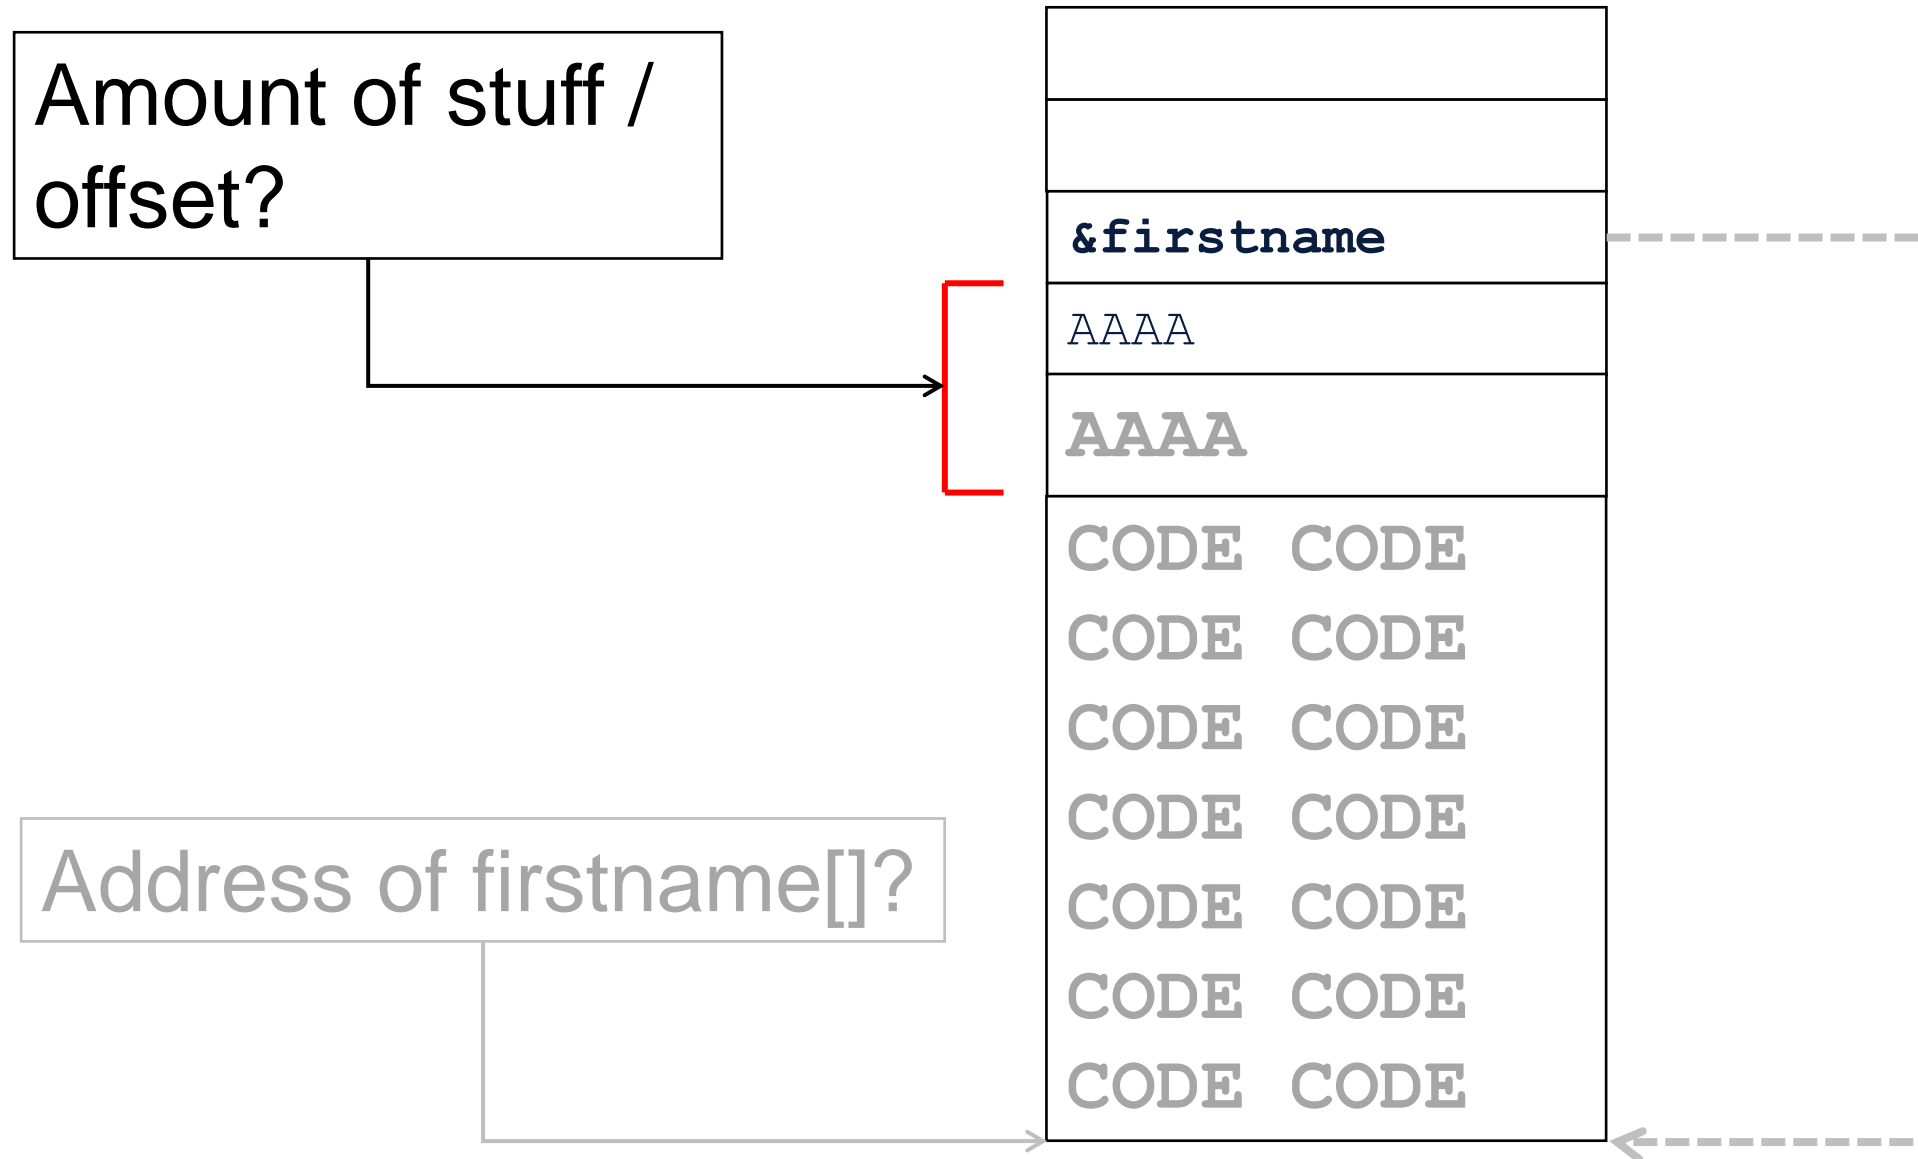 Amount of stuff /
offset?
&firstname
AAAA
AAAA
CODE CODE
CODE CODE
CODE CODE
CODE CODE
CODE CODE
CODE CODE
CODE CODE
Address of firstname[]?